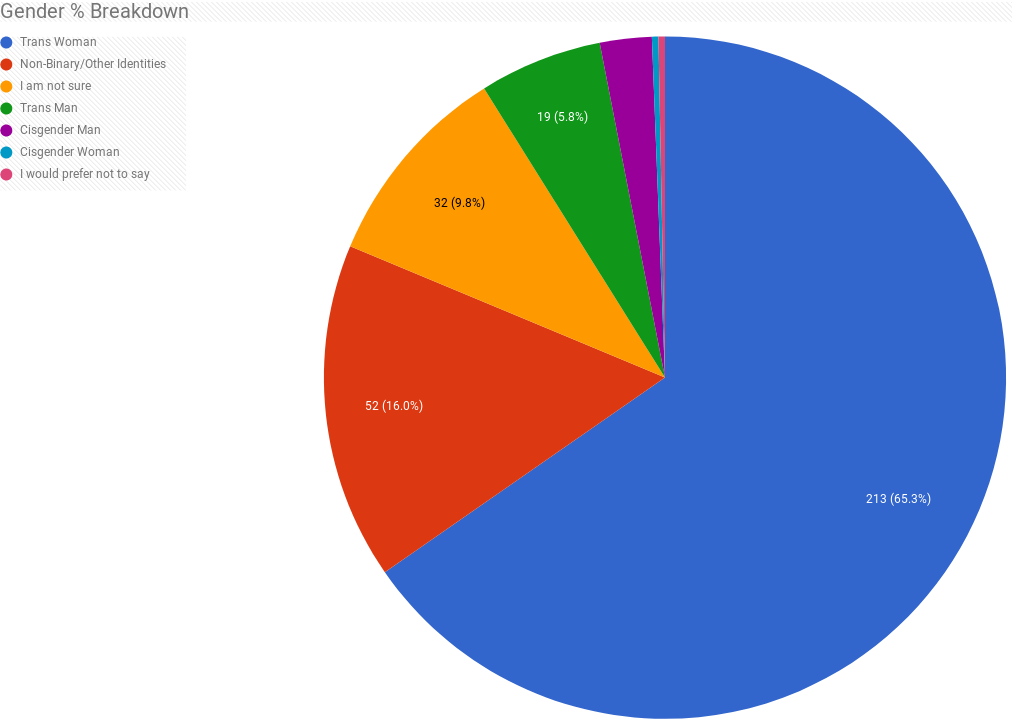 Gender % Breakdown
Trans Woman
Non-Binary/Other Identities
I am not sure
Trans Man
Cisgender Man
Cisgender Woman
I would prefer not to say
19 (5.8%)
32 (9.8%)
52 (16.0%)
213 (65.3%)